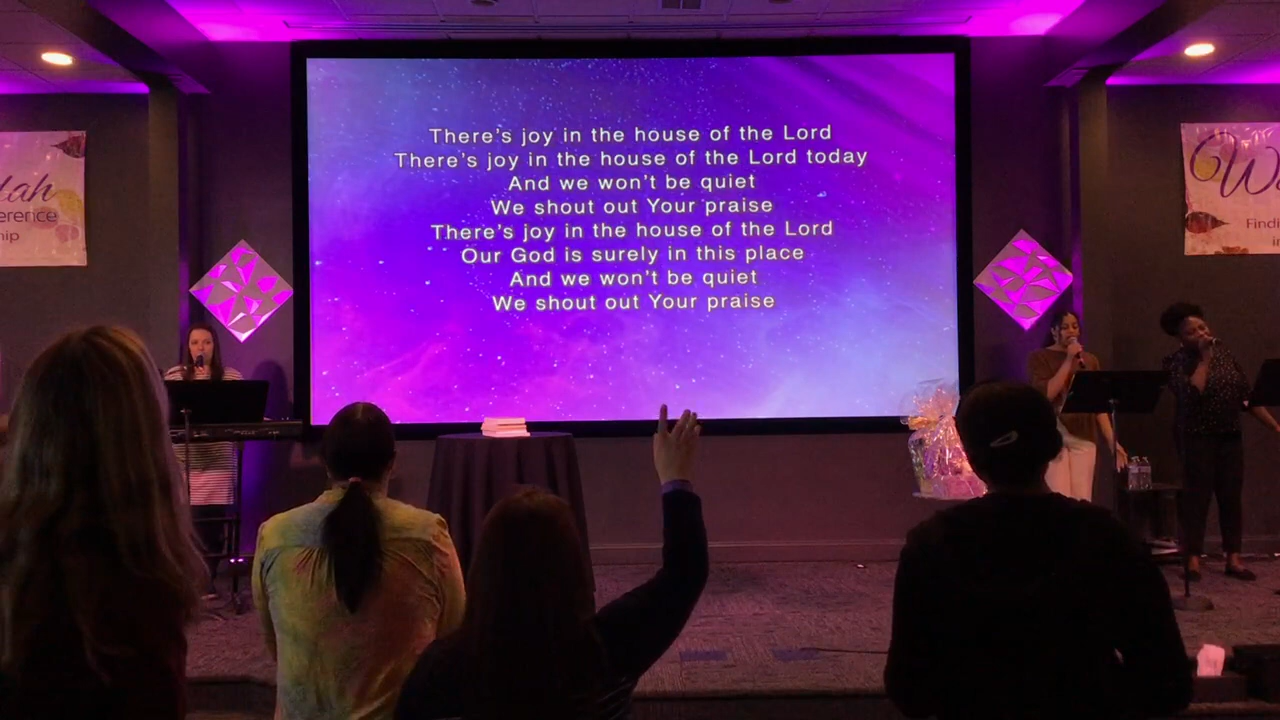 There's joy in the house of the Lord
There's joy in the house of the Lord today
And we won't be quiet
We shout out Your praise
There's joy in the house of the Lord
Our God is surely in this place
And we won't be quiet
We shout out Your praise